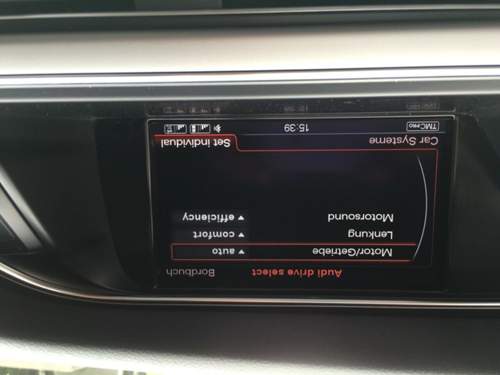 Audi drive select Bordbuch
Motor/Getriebe ▼ auto
Lenkung ▼ comfort
Motorsound ▼ efficiency
Car Systeme Set individual
TMC PRO 15:39